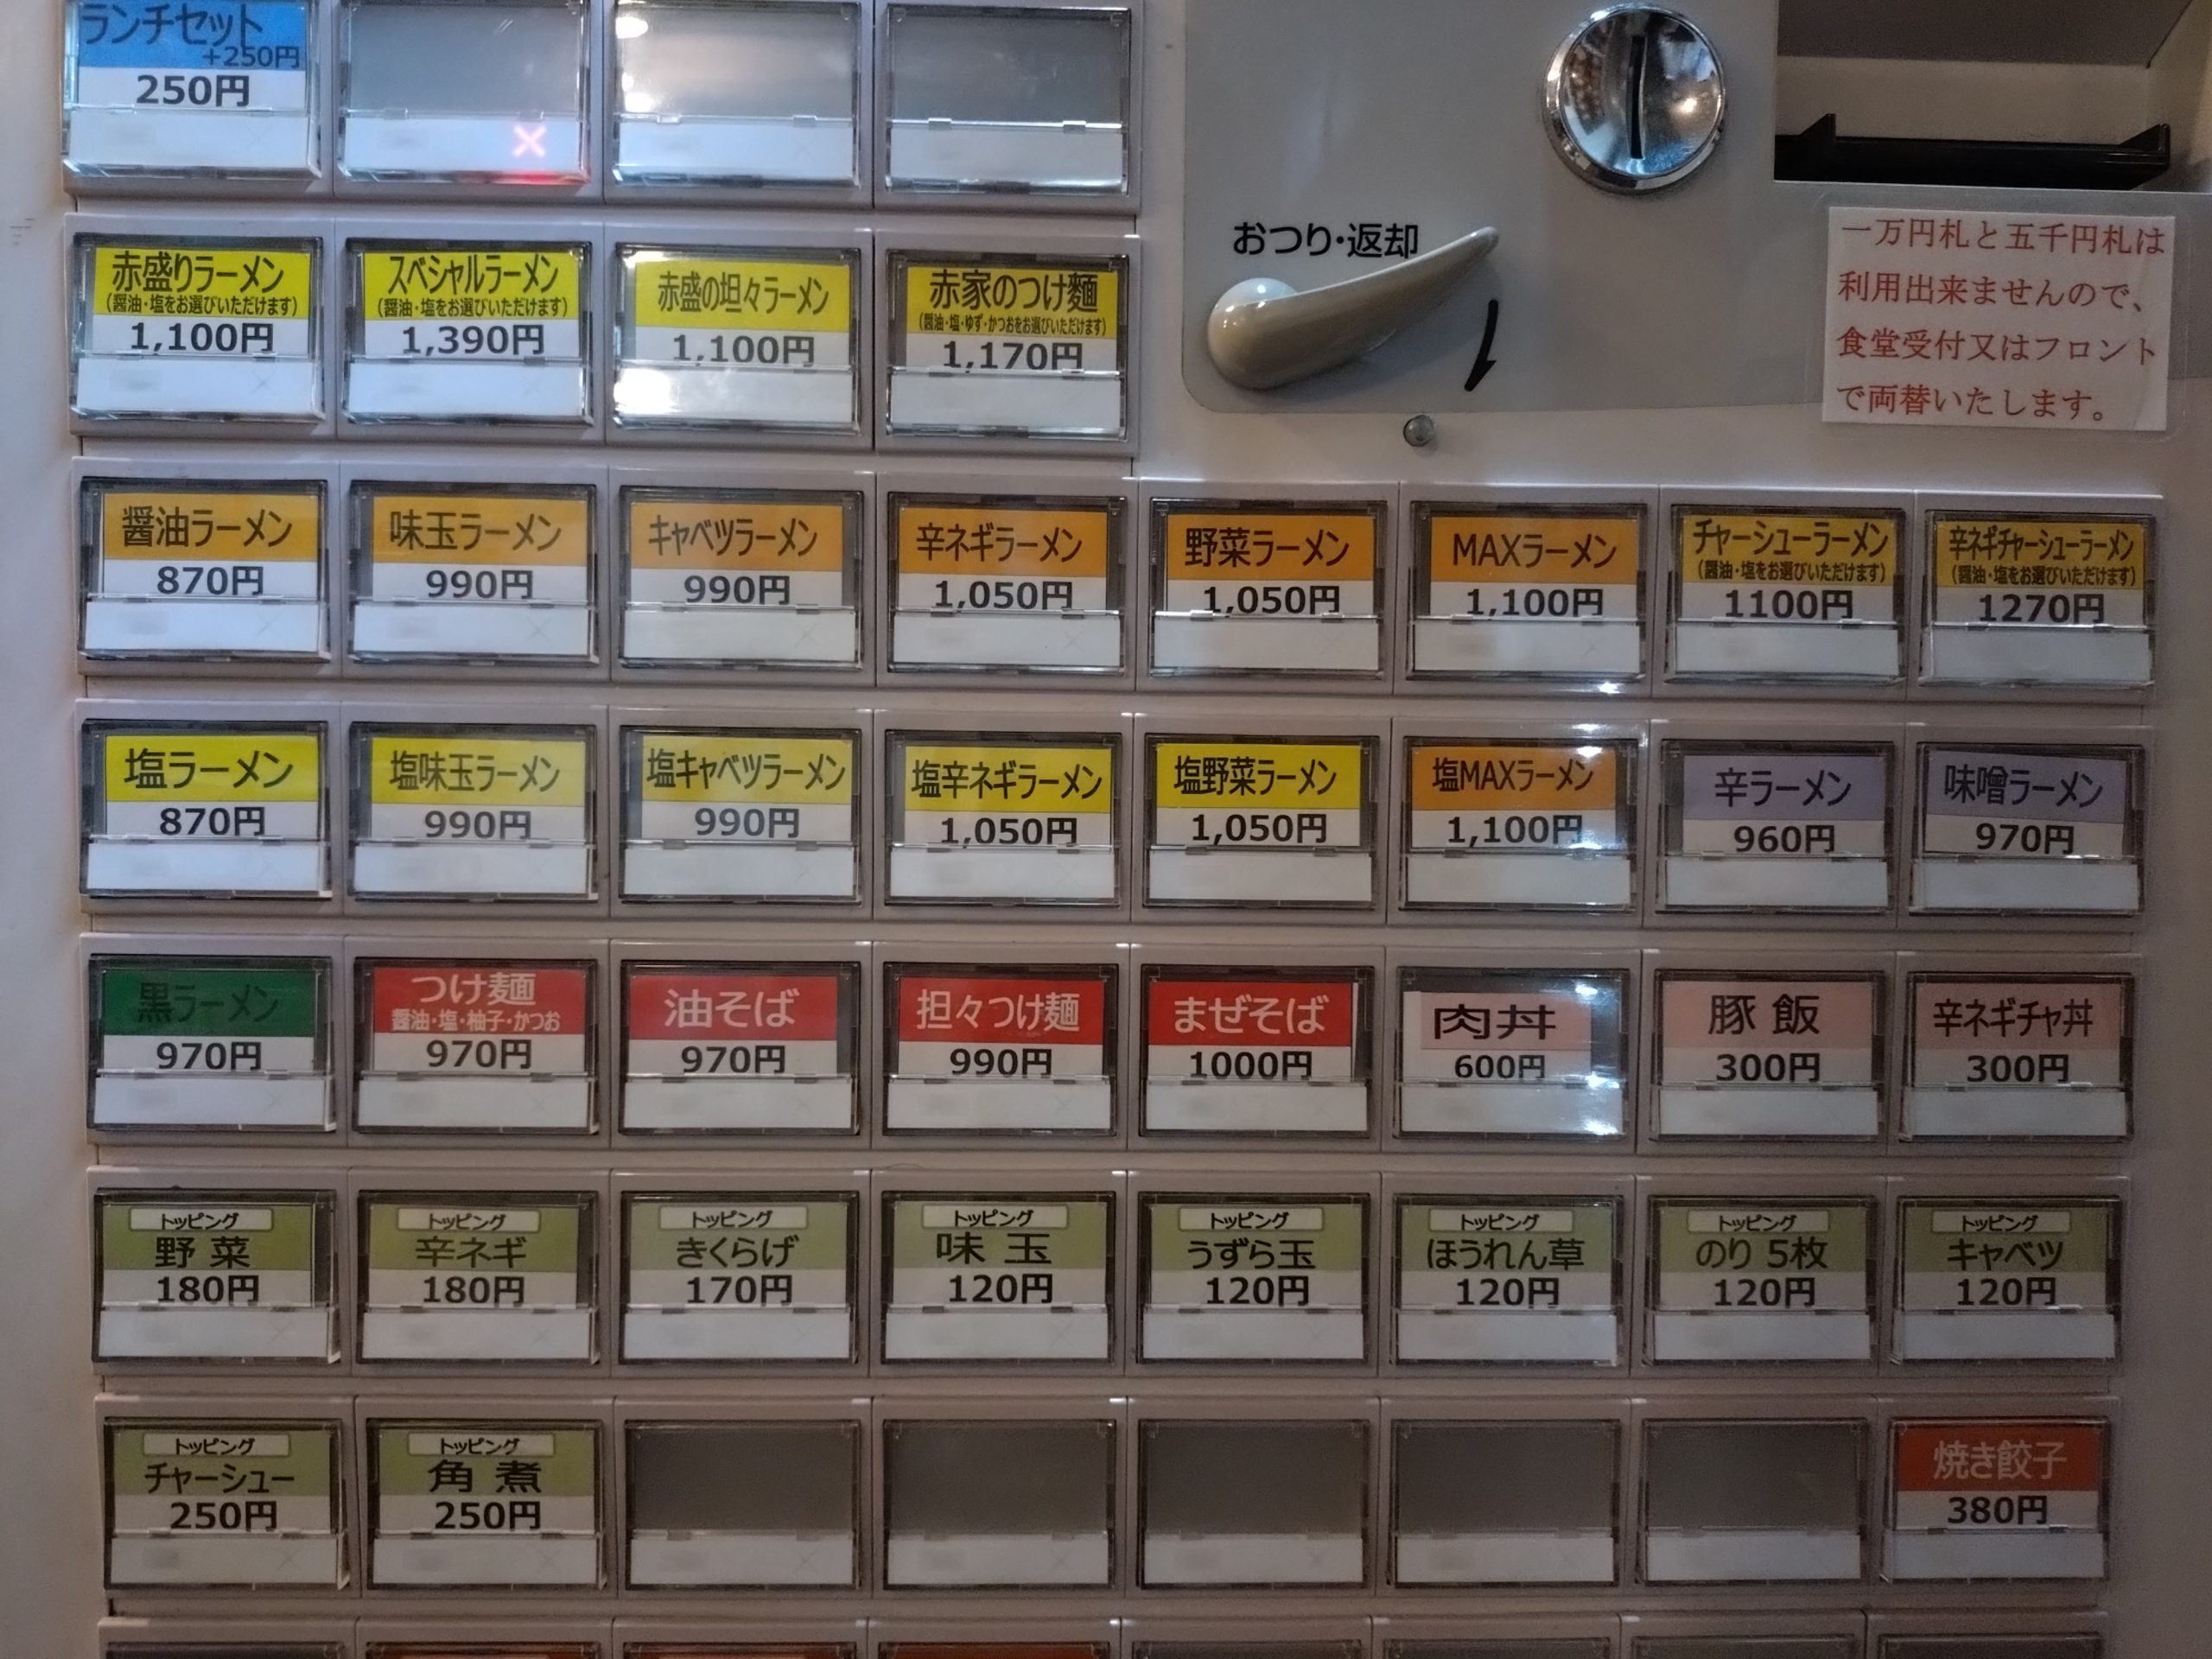 ランチセット
+250円
250円
おつり・返却
一万円札と五千円札は
利用出来ませんので、
食堂受付又はフロント
で両替いたします。
赤盛りラーメン
(醤油・塩をお選びいただけます)
1,100円
スペシャルラーメン
(醤油・塩をお選びいただけます)
1,390円
赤盛の坦々ラーメン
1,100円
赤家のつけ麺
(醤油・塩・ゆず・かつおをお選びいただけます)
1,170円
醤油ラーメン
870円
味玉ラーメン
990円
キャベツラーメン
990円
辛ネギラーメン
1,050円
野菜ラーメン
1,050円
MAXラーメン
1,100円
チャーシューラーメン
(醤油・塩をお選びいただけます)
1100円
辛ネギチャーシューラーメン
(醤油・塩をお選びいただけます)
1270円
塩ラーメン
870円
塩味玉ラーメン
990円
塩キャベツラーメン
990円
塩辛ネギラーメン
1,050円
塩野菜ラーメン
1,050円
塩MAXラーメン
1,100円
辛ラーメン
960円
味噌ラーメン
970円
黒ラーメン
970円
つけ麺
醤油・塩・柚子・かつお
970円
油そば
970円
担々つけ麺
990円
まぜそば
1000円
肉丼
600円
豚飯
300円
辛ネギチャ丼
300円
トッピング
野菜
180円
トッピング
辛ネギ
180円
トッピング
きくらげ
170円
トッピング
味玉
120円
トッピング
うずら玉
120円
トッピング
ほうれん草
120円
トッピング
のり 5枚
120円
トッピング
キャベツ
120円
トッピング
チャーシュー
250円
トッピング
角煮
250円
焼き餃子
380円